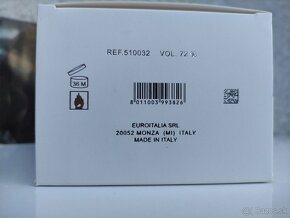 REF.510032 VOL. 72 %
36 M
8 011003 993826
EUROITALIA SRL
20052 MONZA (MI) ITALY
MADE IN ITALY